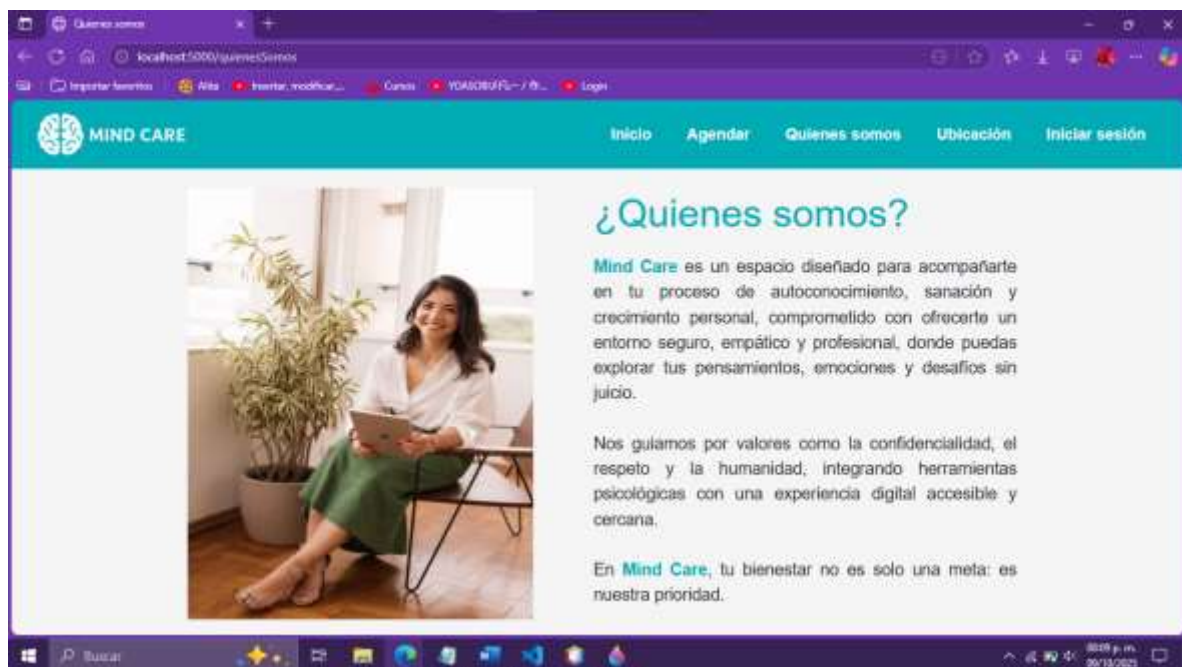 Quienes somos
localhost:5000/quienesSomos
Importar favoritos
Alita
Insertar, modificar,...
Cursos
Login
MIND CARE
Inicio
Agendar
Quienes somos
Ubicación
Iniciar sesión
¿Quienes somos?
Mind Care es un espacio diseñado para acompañarte
en tu proceso de autoconocimiento, sanación y
crecimiento personal, comprometido con ofrecerte un
entorno seguro, empático y profesional, donde puedas
explorar tus pensamientos, emociones y desafíos sin
juicio.
Nos guiamos por valores como la confidencialidad, el
respeto y la humanidad, integrando herramientas
psicológicas con una experiencia digital accesible y
cercana.
En Mind Care, tu bienestar no es solo una meta: es
nuestra prioridad.
Buscar